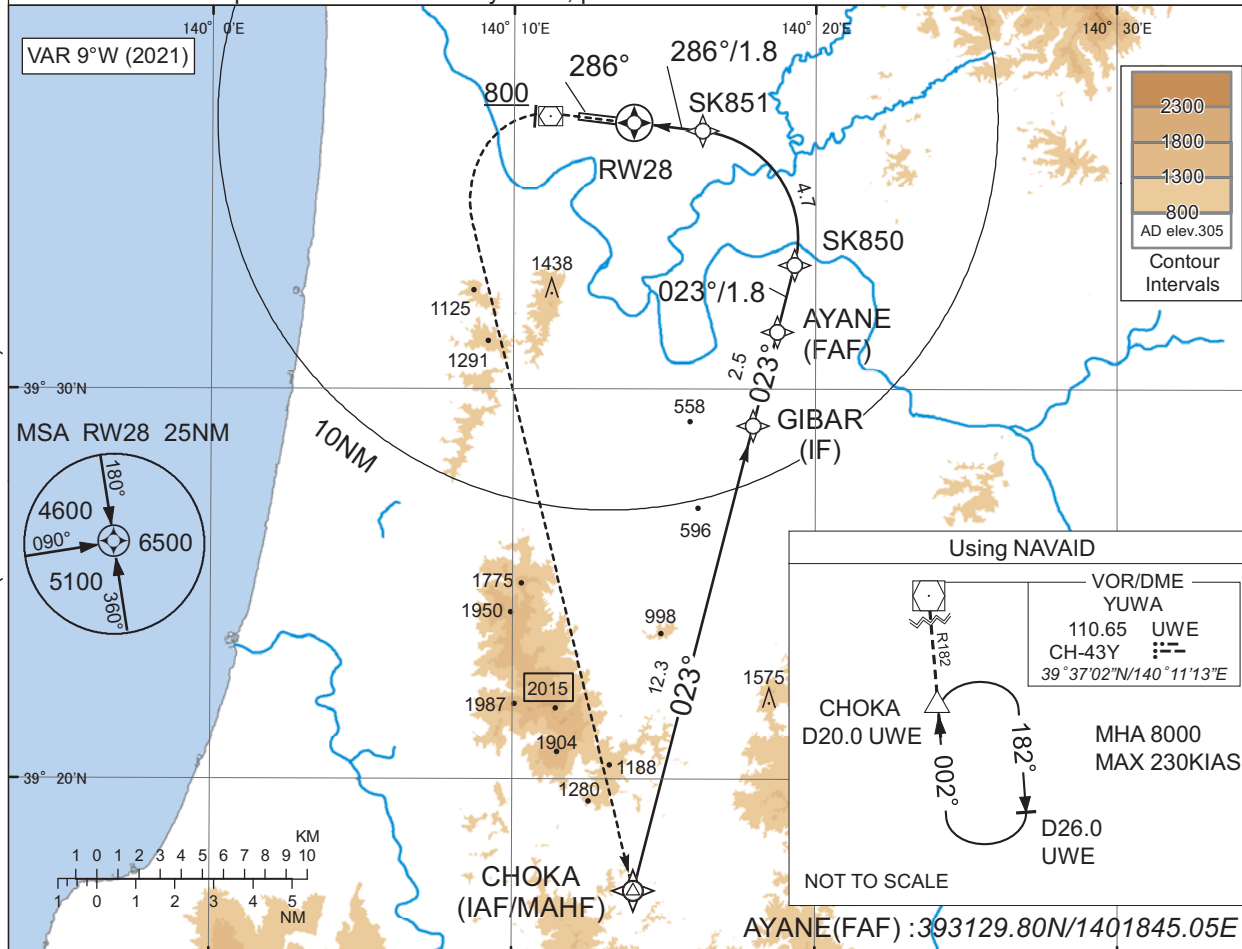 140° 0'E
140° 10'E
140° 20'E
140° 30'E
VAR 9°W (2021)
286°
286°/1.8
800
SK851
RW28
4.7
SK850
2300
1800
1300
800
AD elev.305
Contour
Intervals
1438
1125
1291
023°/1.8
AYANE
(FAF)
2.5
023°
39° 30'N
558
GIBAR
(IF)
10NM
596
MSA RW28 25NM
180°
4600
090°
6500
5100
360°
1775
1950
998
2015
1987
1904
1188
1280
12.3
023°
1575
39° 20'N
CHOKA
(IAF/MAHF)
KM
1 0 1 2 3 4 5 6 7 8 9 10
1 0 1 2 3 4 5
NM
Using NAVAID
VOR/DME
YUWA
110.65 UWE
CH-43Y
39°37'02"N/140°11'13"E
R182
CHOKA
D20.0 UWE
182°
002°
MHA 8000
MAX 230KIAS
D26.0
UWE
NOT TO SCALE
AYANE(FAF) :393129.80N/1401845.05E